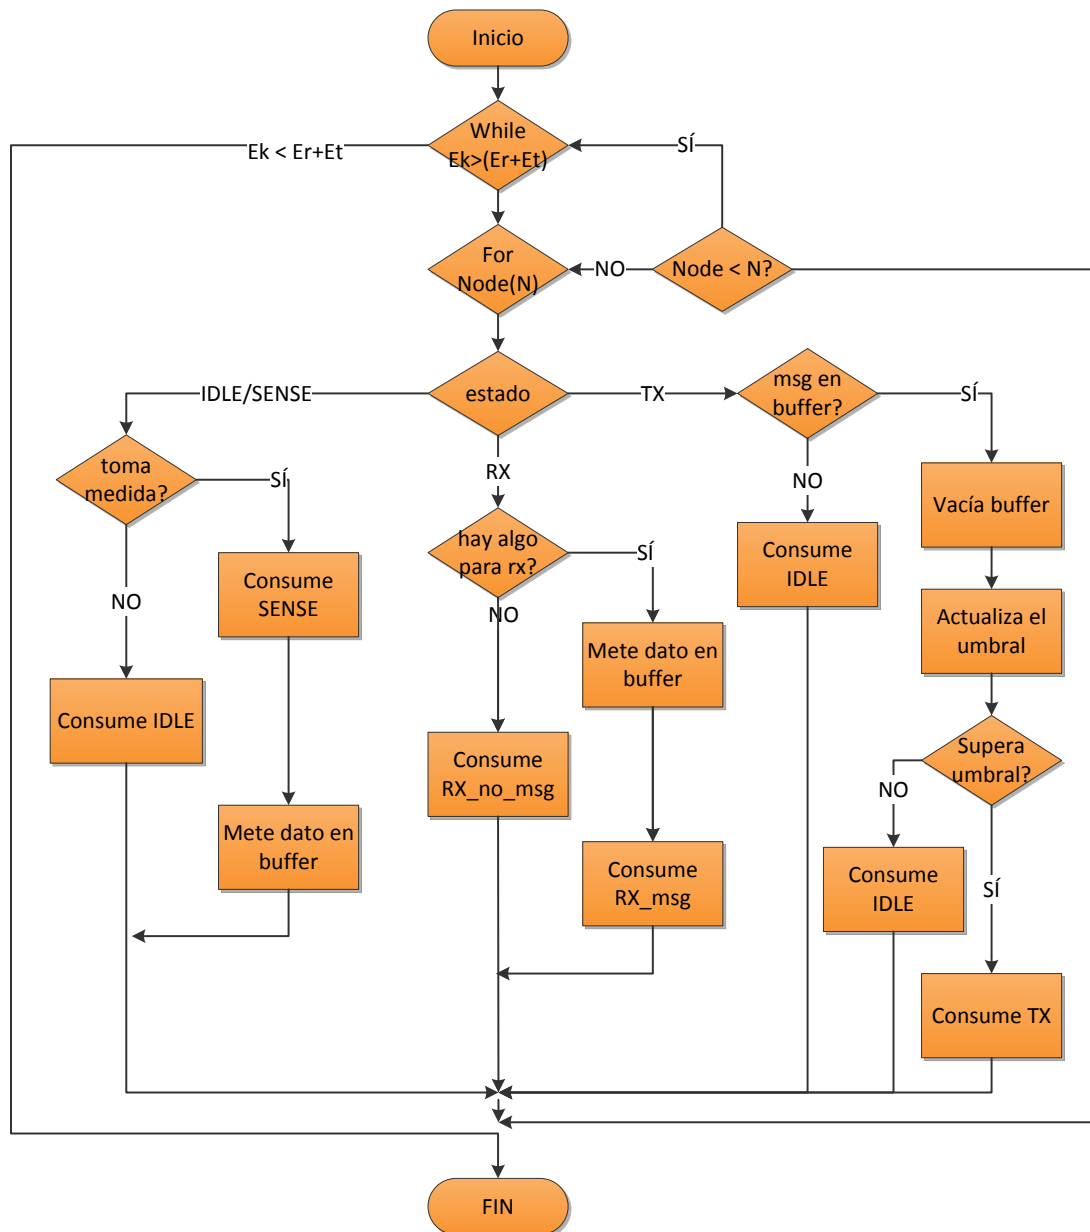 Inicio
While
Ek>(Er+Et)
Ek < Er+Et
SÍ
For
Node(N)
NO
Node < N?
IDLE/SENSE
estado
TX
msg en
buffer?
SÍ
toma
medida?
SÍ
RX
NO
Vacía buffer
hay algo
para rx?
SÍ
Consume
IDLE
Consume
SENSE
NO
NO
Actualiza el
umbral
Mete dato en
buffer
Consume IDLE
Supera
umbral?
Consume
RX_no_msg
NO
Mete dato en
buffer
Consume
RX_msg
Consume
IDLE
SÍ
Consume TX
FIN